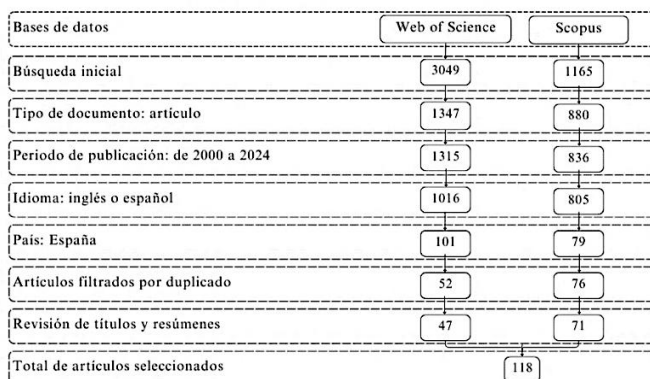 Bases de datos Web of Science Scopus
Búsqueda inicial 3049 1165
Tipo de documento: artículo 1347 880
Periodo de publicación: de 2000 a 2024 1315 836
Idioma: inglés o español 1016 805
País: España 101 79
Artículos filtrados por duplicado 52 76
Revisión de títulos y resúmenes 47 71
Total de artículos seleccionados 118